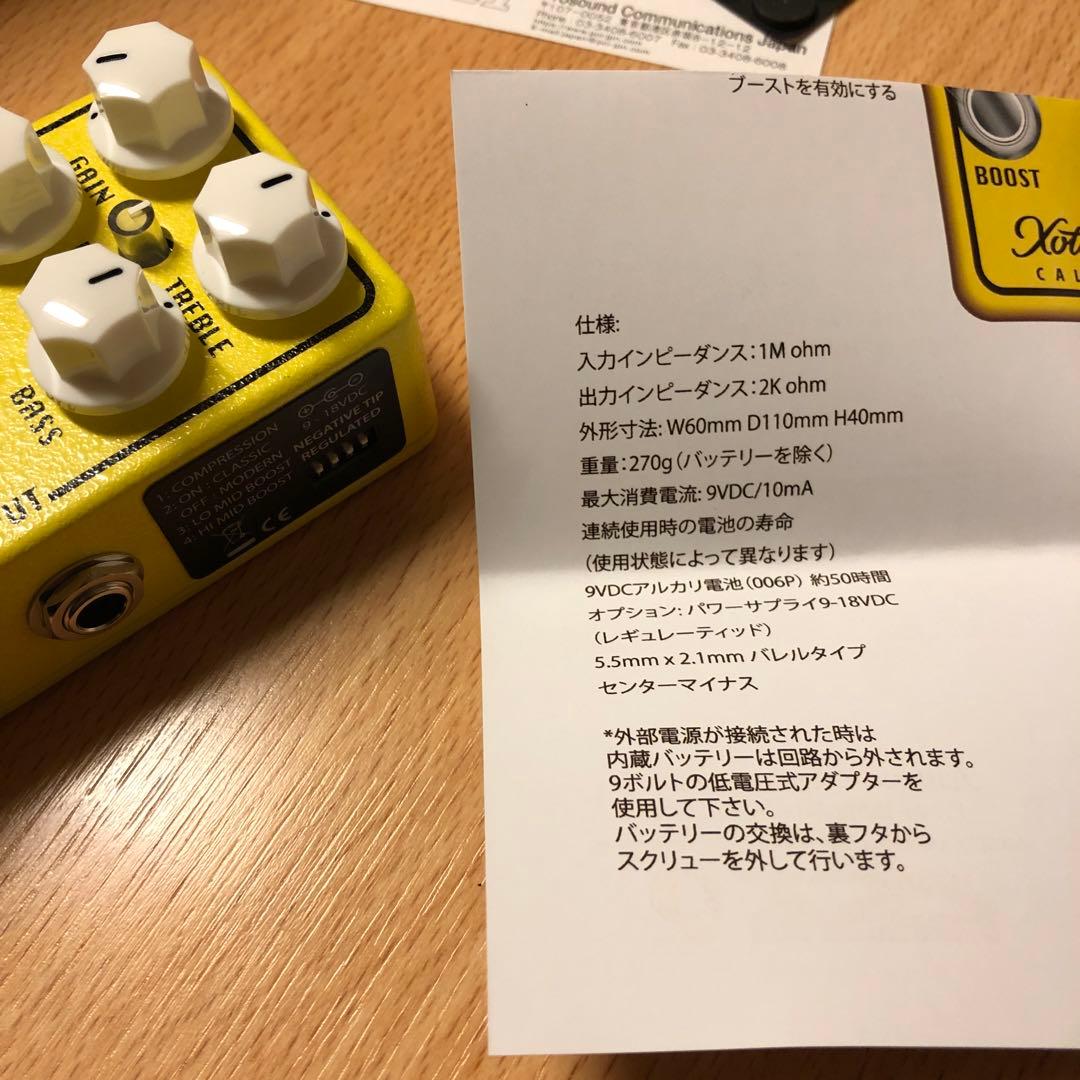 Prosound Communications Japan
ブーストを有効にする
BOOST
Xot
CAL
GAIN
TREBLE
BASS
UT
9 - 18VDC
NEGATIVE TIP
REGULATED
1: COMPRESSION
2: ON : CLASSIC
OFF : MODERN
3: LO MID BOOST
4: HI MID BOOST
CE
仕様:
入力インピーダンス:1M ohm
出力インピーダンス:2K ohm
外形寸法: W60mm D110mm H40mm
重量:270g(バッテリーを除く)
最大消費電流: 9VDC/10mA
連続使用時の電池の寿命
(使用状態によって異なります)
9VDCアルカリ電池(006P) 約50時間
オプション: パワーサプライ9-18VDC
(レギュレーティッド)
5.5mm x 2.1mm バレルタイプ
センターマイナス
*外部電源が接続された時は
内蔵バッテリーは回路から外されます。
9ボルトの低電圧式アダプターを
使用して下さい。
バッテリーの交換は、裏フタから
スクリューを外して行います。